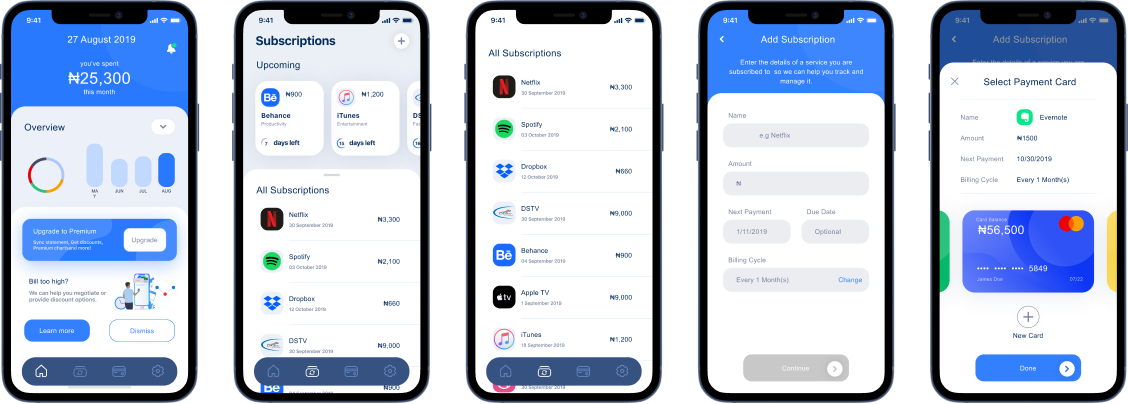 9:41
27 August 2019
you've spent
₦25,300
this month
Overview
MAY
JUN
JUL
AUG
Upgrade to Premium
Sync statement, Get discounts,
Premium charts and more!
Upgrade
Bill too high?
We can help you negotiate or
provide discount options.
Learn more
Dismiss
9:41
Subscriptions
Upcoming
₦900
Behance
Productivity
7 days left
₦1,200
iTunes
Entertainment
15 days left
All Subscriptions
Netflix
30 September 2019
₦3,300
Spotify
03 October 2019
₦2,100
Dropbox
12 October 2019
₦660
DSTV
30 September 2019
₦9,000
₦900
9:41
All Subscriptions
Netflix
30 September 2019
₦3,300
Spotify
03 October 2019
₦2,100
Dropbox
12 October 2019
₦660
DSTV
30 September 2019
₦9,000
Behance
04 September 2019
₦900
Apple TV
1 September 2019
₦9,000
iTunes
18 September 2019
₦1,200
30 September 2019
9:41
Add Subscription
Enter the details of a service you are
subscribed to so we can help you track and
manage it.
Name
e.g Netflix
Amount
₦
Next Payment
Due Date
1/11/2019
Optional
Billing Cycle
Every 1 Month(s)
Change
Continue
9:41
Add Subscription
Select Payment Card
Name
Evernote
Amount
₦1500
Next Payment
10/30/2019
Billing Cycle
Every 1 Month(s)
Card Balance
₦56,500
•••• •••• •••• 5849
James Doe
07/22
New Card
Done